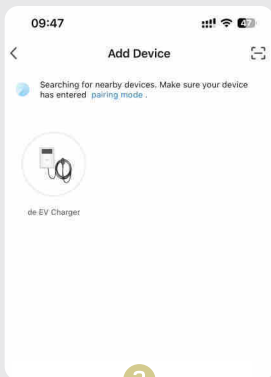 09:47
47
Add Device
Searching for nearby devices. Make sure your device
has entered pairing mode .
de EV Charger